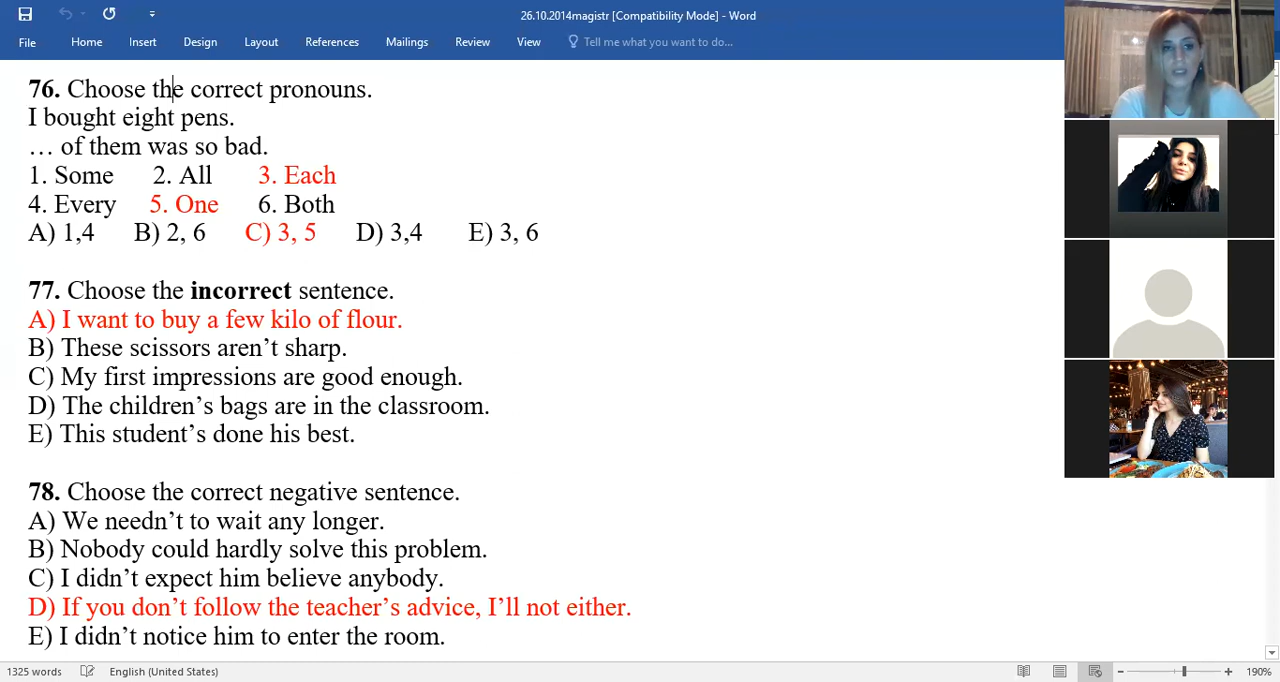 26.10.2014magistr [Compatibility Mode] - Word
File Home Insert Design Layout References Mailings Review View Tell me what you want to do...
76. Choose the correct pronouns.
I bought eight pens.
… of them was so bad.
1. Some 2. All 3. Each
4. Every 5. One 6. Both
A) 1,4 B) 2, 6 C) 3, 5 D) 3,4 E) 3, 6
77. Choose the incorrect sentence.
A) I want to buy a few kilo of flour.
B) These scissors aren’t sharp.
C) My first impressions are good enough.
D) The children’s bags are in the classroom.
E) This student’s done his best.
78. Choose the correct negative sentence.
A) We needn’t to wait any longer.
B) Nobody could hardly solve this problem.
C) I didn’t expect him believe anybody.
D) If you don’t follow the teacher’s advice, I’ll not either.
E) I didn’t notice him to enter the room.
1325 words English (United States) 190%